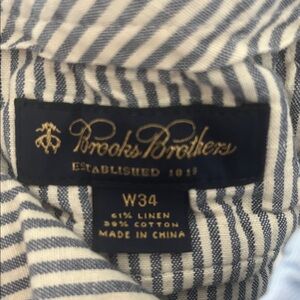 Brooks Brothers
ESTABLISHED 1818
W34
61% LINEN
39% COTTON
MADE IN CHINA